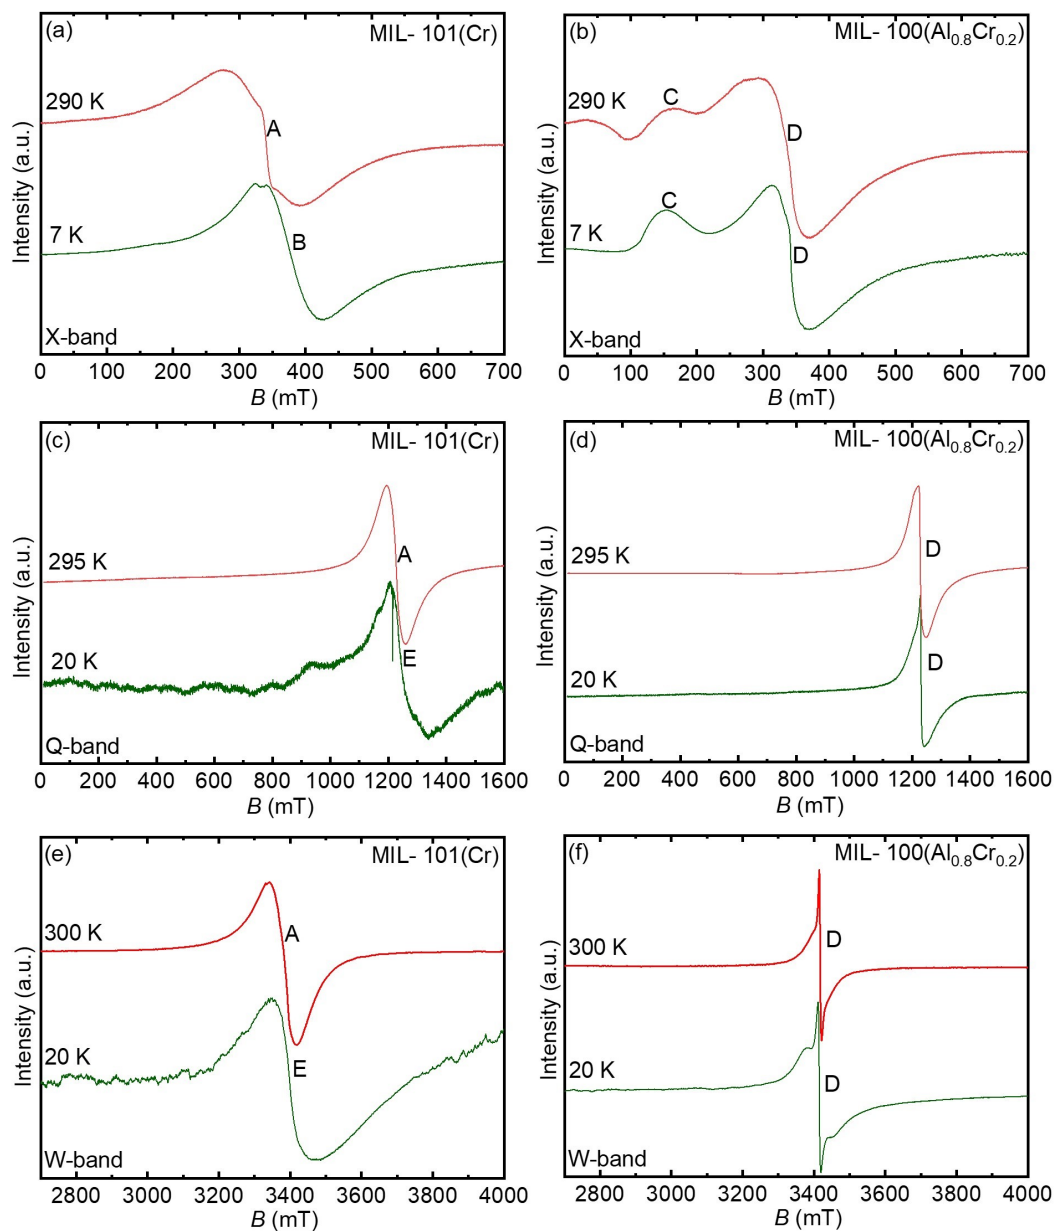 (a) MIL- 101(Cr)
290 K
A
7 K
B
X-band
Intensity (a.u.)
0 100 200 300 400 500 600 700
B (mT)
(b) MIL- 100(Al0.8Cr0.2)
290 K
C
D
7 K
C
D
X-band
Intensity (a.u.)
0 100 200 300 400 500 600 700
B (mT)
(c) MIL- 101(Cr)
295 K
A
20 K
E
Q-band
Intensity (a.u.)
0 200 400 600 800 1000 1200 1400 1600
B (mT)
(d) MIL- 100(Al0.8Cr0.2)
295 K
D
20 K
D
Q-band
Intensity (a.u.)
0 200 400 600 800 1000 1200 1400 1600
B (mT)
(e) MIL- 101(Cr)
300 K
A
20 K
E
W-band
Intensity (a.u.)
2800 3000 3200 3400 3600 3800 4000
B (mT)
(f) MIL- 100(Al0.8Cr0.2)
300 K
D
20 K
D
W-band
Intensity (a.u.)
2800 3000 3200 3400 3600 3800 4000
B (mT)